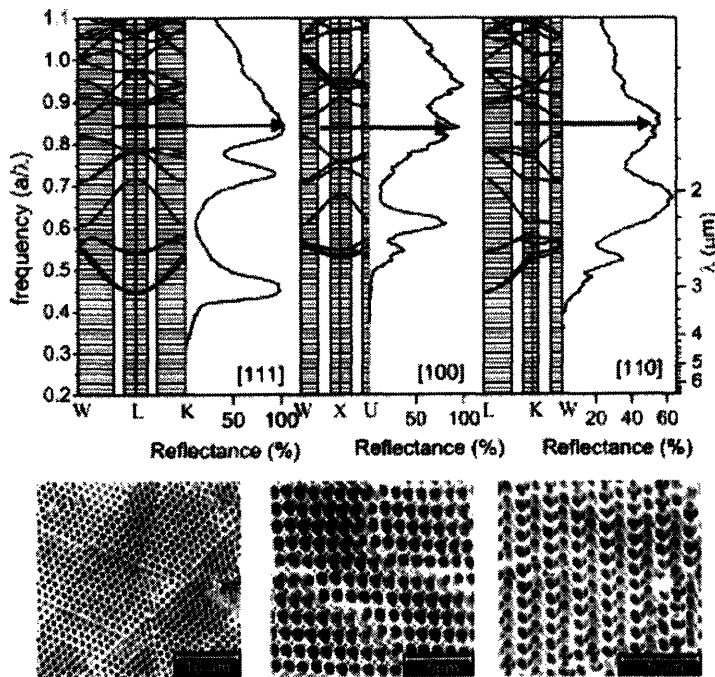 1.1
1.0
0.9
0.8
0.7
0.6
0.5
0.4
0.3
0.2
frequency (a/λ)
[111]
[100]
[110]
2
3
4
5
6
λ (μm)
W L K
W X U
L K W
50 100
50 100
20 40 60
Reflectance (%)
Reflectance (%)
Reflectance (%)